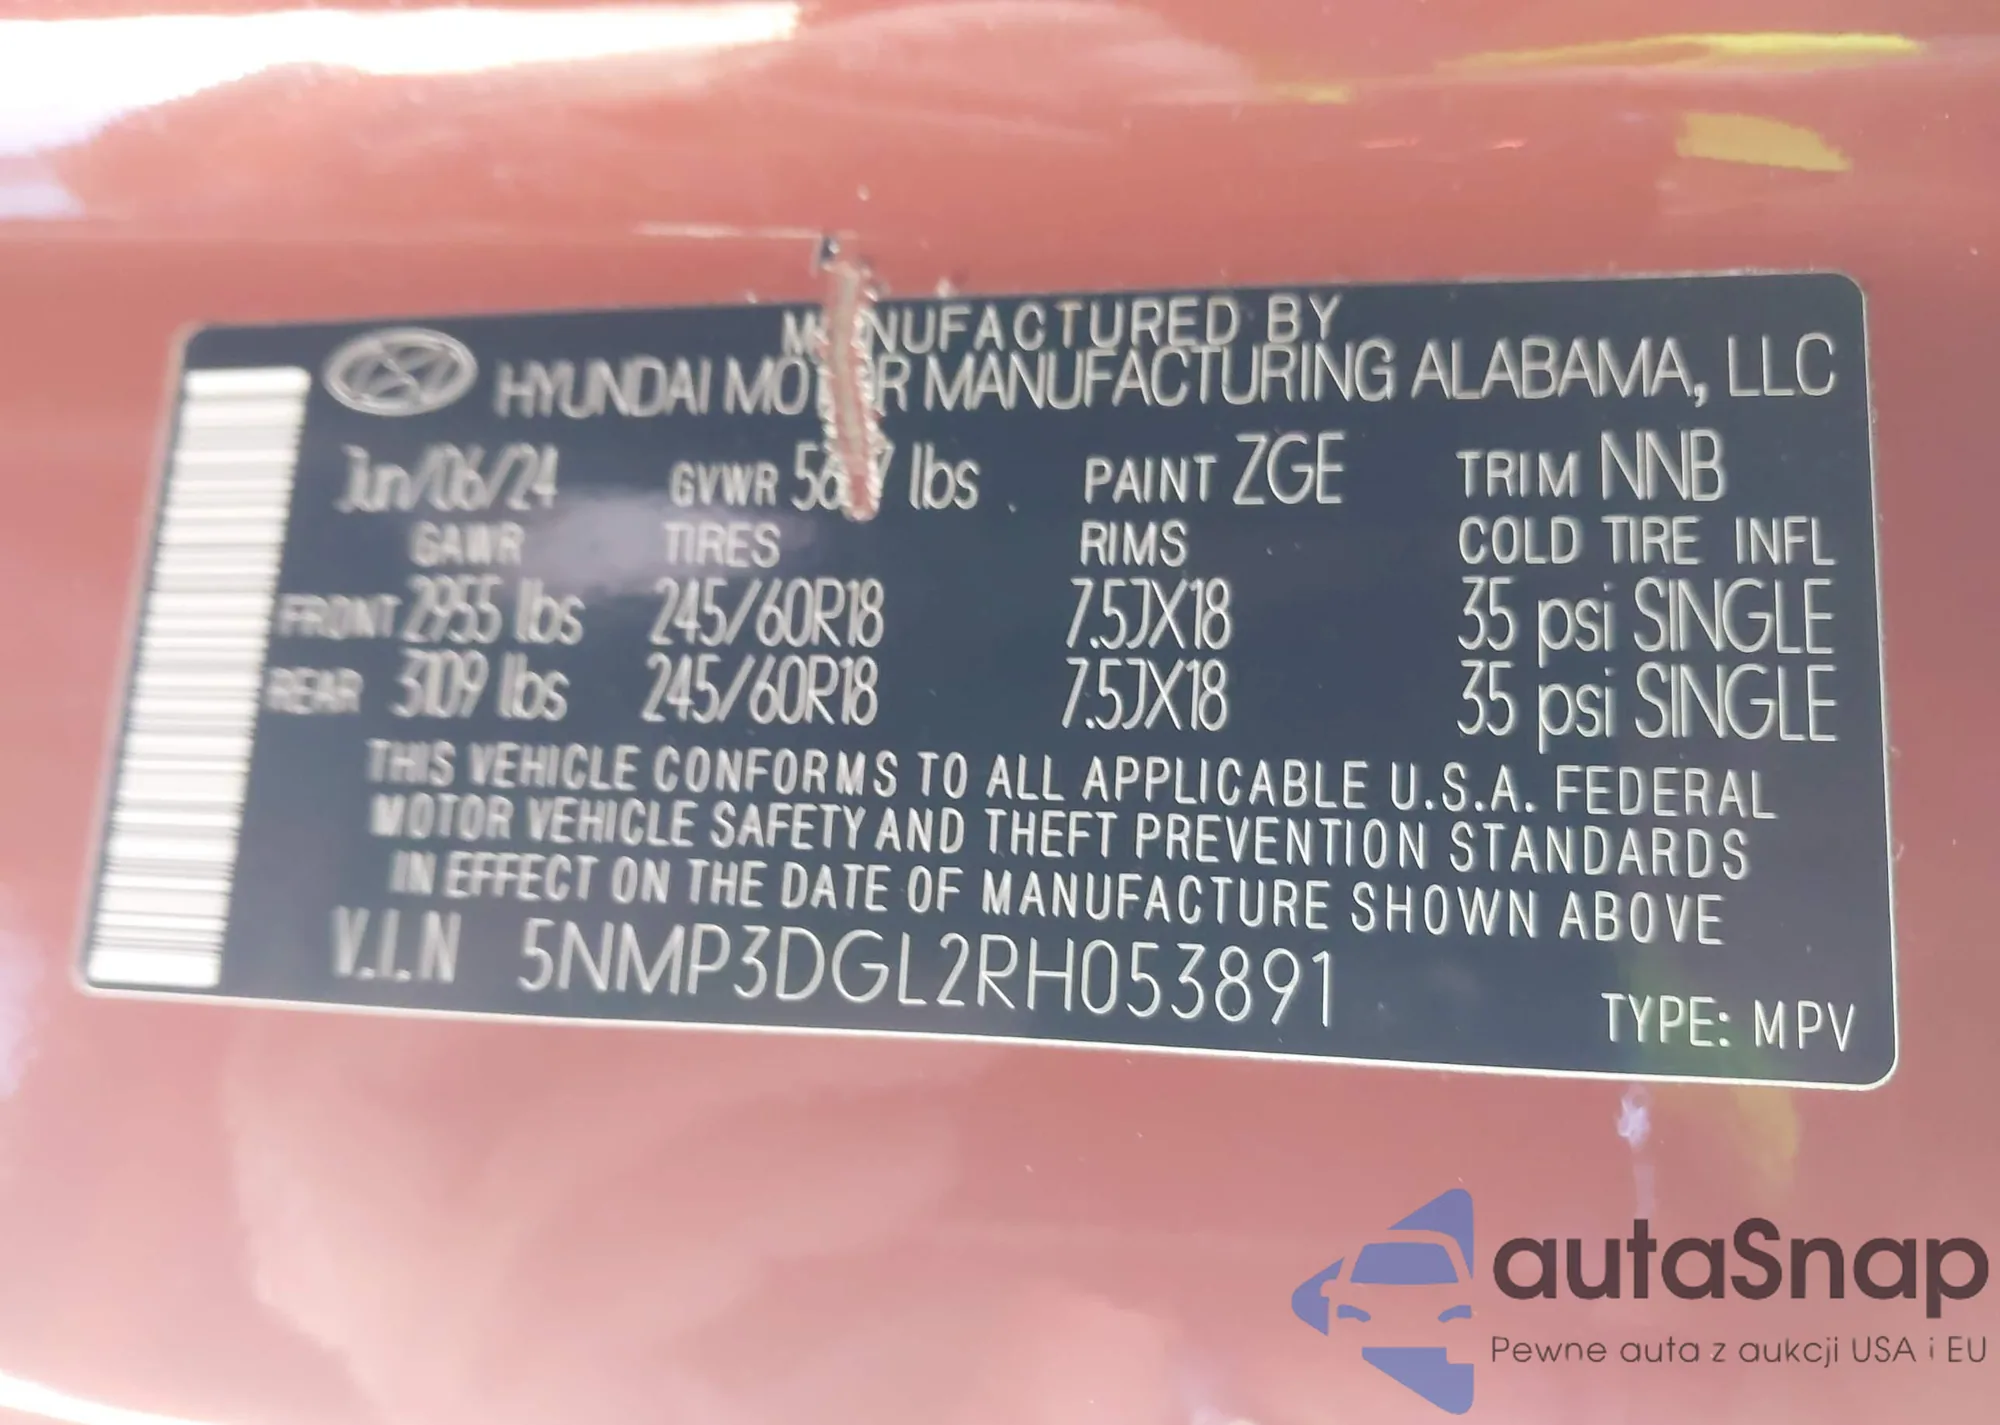 MANUFACTURED BY
HYUNDAI MOTOR MANUFACTURING ALABAMA, LLC
Jun/06/24 GVWR lbs PAINT ZGE TRIM NNB
GAWR TIRES RIMS COLD TIRE INFL
FRONT 2955 lbs 245/60R18 7.5JX18 35 psi SINGLE
REAR 3109 lbs 245/60R18 7.5JX18 35 psi SINGLE
THIS VEHICLE CONFORMS TO ALL APPLICABLE U.S.A. FEDERAL
MOTOR VEHICLE SAFETY AND THEFT PREVENTION STANDARDS
IN EFFECT ON THE DATE OF MANUFACTURE SHOWN ABOVE
V.I.N 5NMP3DGL2RH053891
TYPE: MPV
autaSnap
Pewne auta z aukcji USA i EU